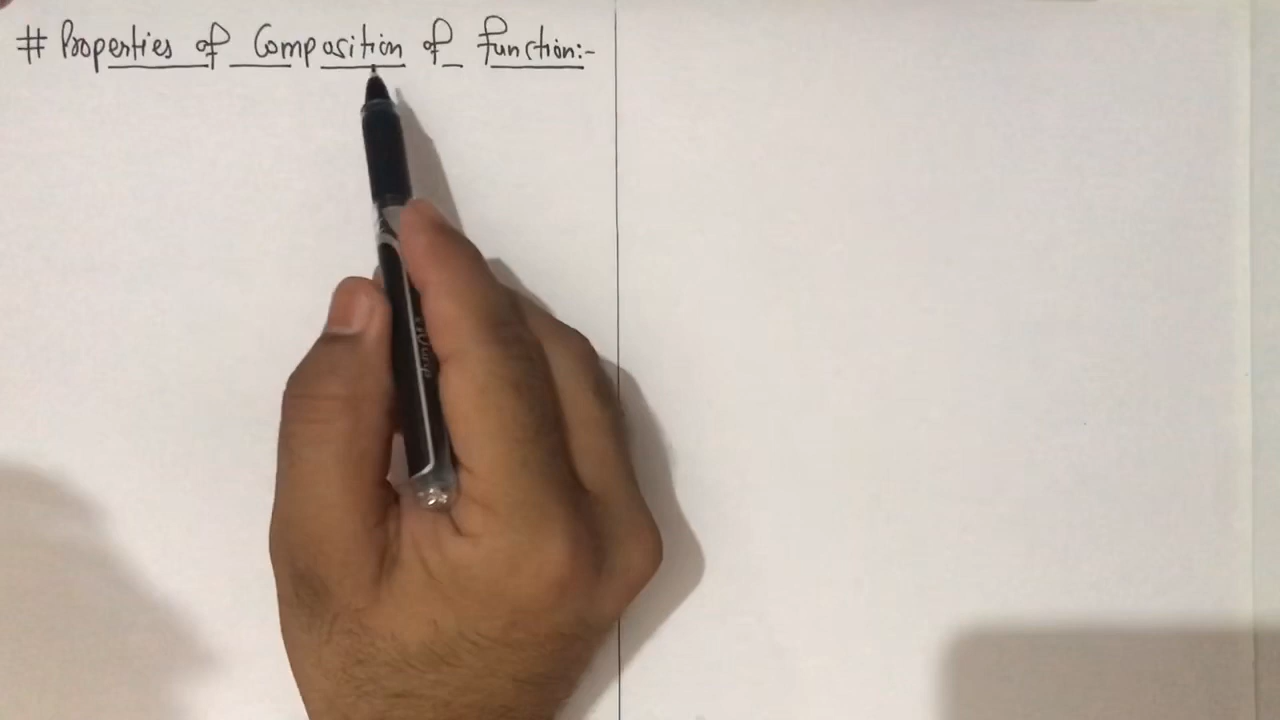 # Properties of Composition of function:-